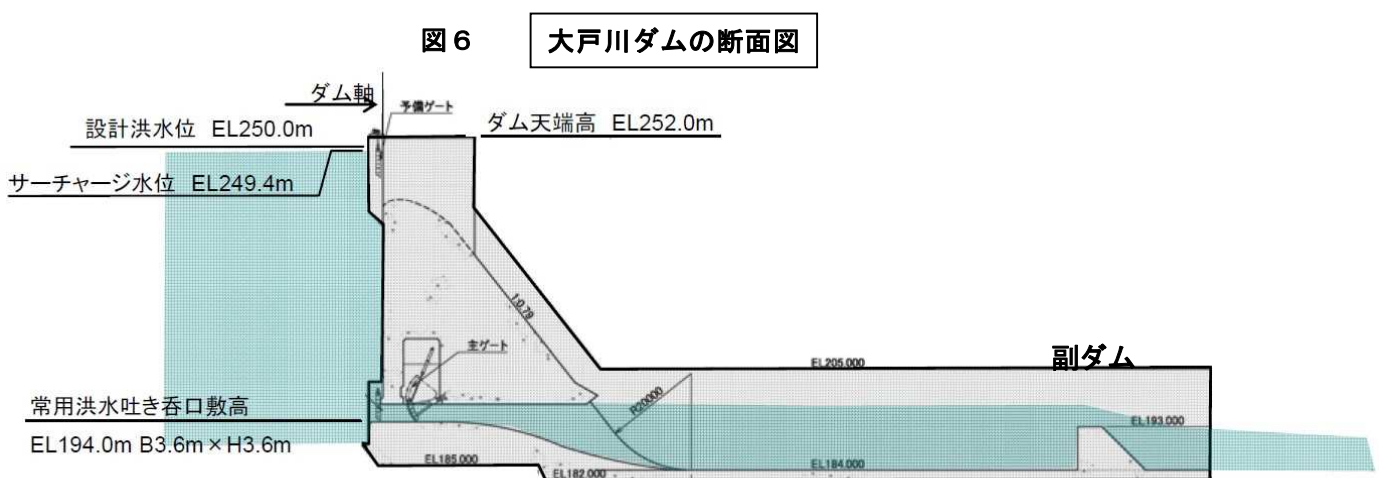 図６ 大戸川ダムの断面図
ダム軸
予備ゲート
設計洪水位 EL250.0m
ダム天端高 EL252.0m
サーチャージ水位 EL249.4m
1:0.79
主ゲート
副ダム
EL205.000
R20000
常用洪水吐き呑口敷高
EL194.0m B3.6m×H3.6m
EL193.000
EL185.000
EL184.000
EL182.000